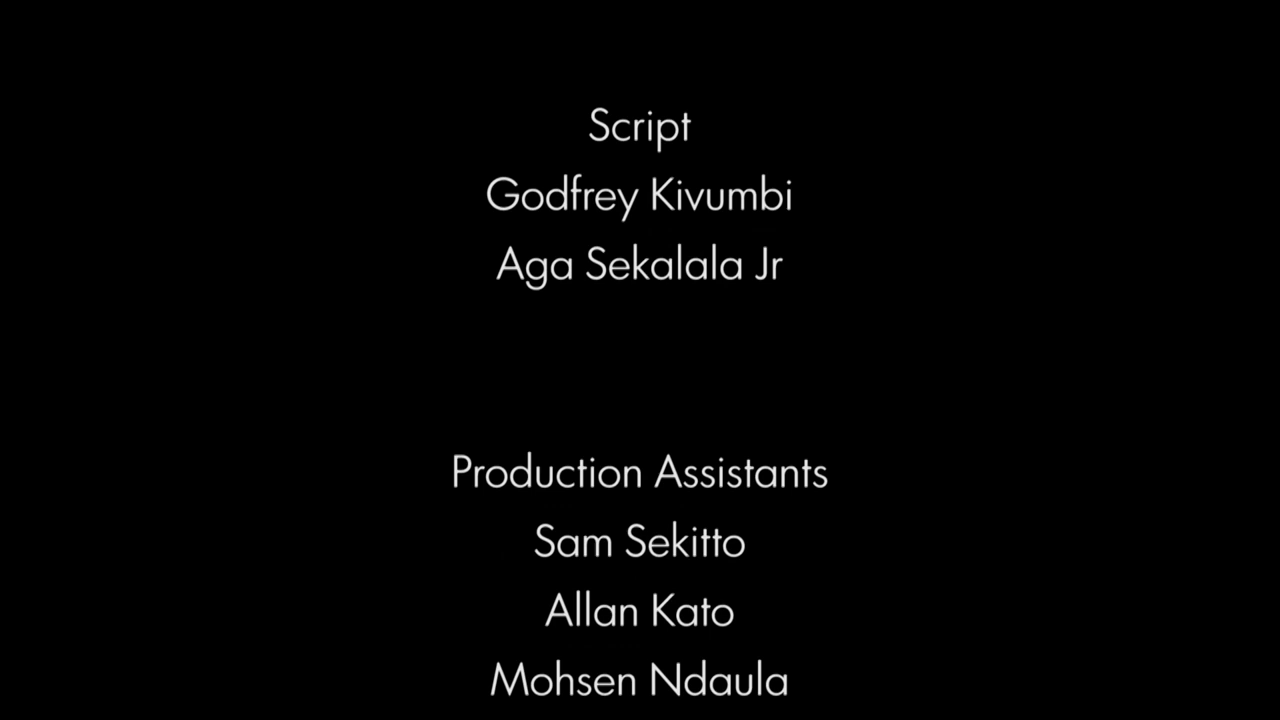 Script
Godfrey Kivumbi
Aga Sekalala Jr
Production Assistants
Sam Sekitto
Allan Kato
Mohsen Ndaula